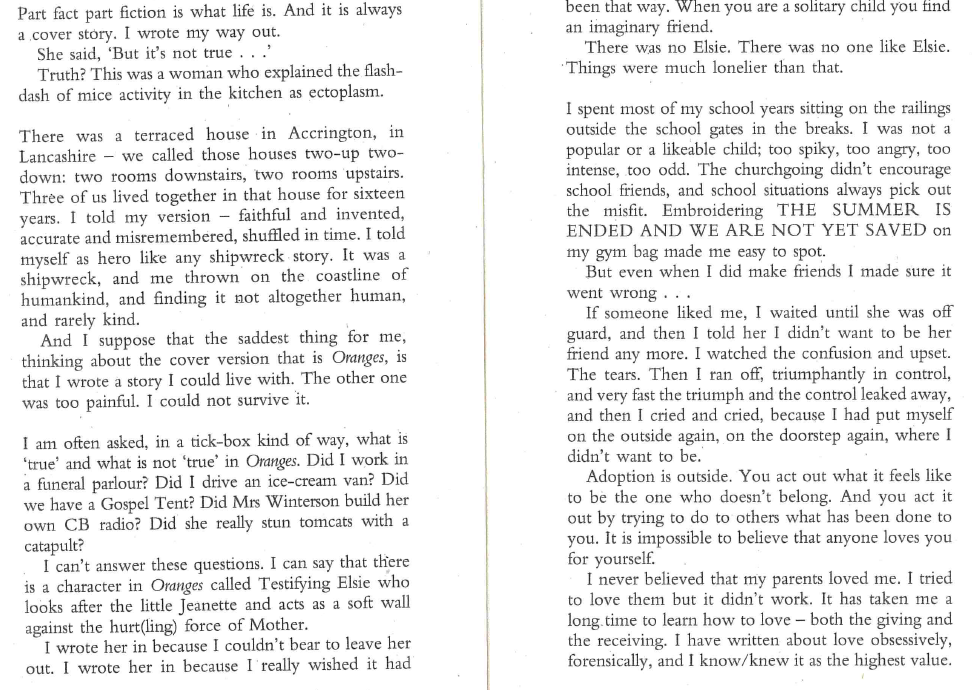 Part fact part fiction is what life is. And it is always
a cover story. I wrote my way out.
She said, ‘But it’s not true . . .’
Truth? This was a woman who explained the flash-
dash of mice activity in the kitchen as ectoplasm.
There was a terraced house in Accrington, in
Lancashire – we called those houses two-up two-
down: two rooms downstairs, two rooms upstairs.
Three of us lived together in that house for sixteen
years. I told my version – faithful and invented,
accurate and misremembered, shuffled in time. I told
myself as hero like any shipwreck story. It was a
shipwreck, and me thrown on the coastline of
humankind, and finding it not altogether human,
and rarely kind.
And I suppose that the saddest thing for me,
thinking about the cover version that is Oranges, is
that I wrote a story I could live with. The other one
was too painful. I could not survive it.
I am often asked, in a tick-box kind of way, what is
‘true’ and what is not ‘true’ in Oranges. Did I work in
a funeral parlour? Did I drive an ice-cream van? Did
we have a Gospel Tent? Did Mrs Winterson build her
own CB radio? Did she really stun tomcats with a
catapult?
I can’t answer these questions. I can say that there
is a character in Oranges called Testifying Elsie who
looks after the little Jeanette and acts as a soft wall
against the hurt(ling) force of Mother.
I wrote her in because I couldn’t bear to leave her
out. I wrote her in because I really wished it had
been that way. When you are a solitary child you find
an imaginary friend.
There was no Elsie. There was no one like Elsie.
Things were much lonelier than that.
I spent most of my school years sitting on the railings
outside the school gates in the breaks. I was not a
popular or a likeable child; too spiky, too angry, too
intense, too odd. The churchgoing didn’t encourage
school friends, and school situations always pick out
the misfit. Embroidering THE SUMMER IS
ENDED AND WE ARE NOT YET SAVED on
my gym bag made me easy to spot.
But even when I did make friends I made sure it
went wrong . . .
If someone liked me, I waited until she was off
guard, and then I told her I didn’t want to be her
friend any more. I watched the confusion and upset.
The tears. Then I ran off, triumphantly in control,
and very fast the triumph and the control leaked away,
and then I cried and cried, because I had put myself
on the outside again, on the doorstep again, where I
didn’t want to be.
Adoption is outside. You act out what it feels like
to be the one who doesn’t belong. And you act it
out by trying to do to others what has been done to
you. It is impossible to believe that anyone loves you
for yourself.
I never believed that my parents loved me. I tried
to love them but it didn’t work. It has taken me a
long time to learn how to love – both the giving and
the receiving. I have written about love obsessively,
forensically, and I know/knew it as the highest value.